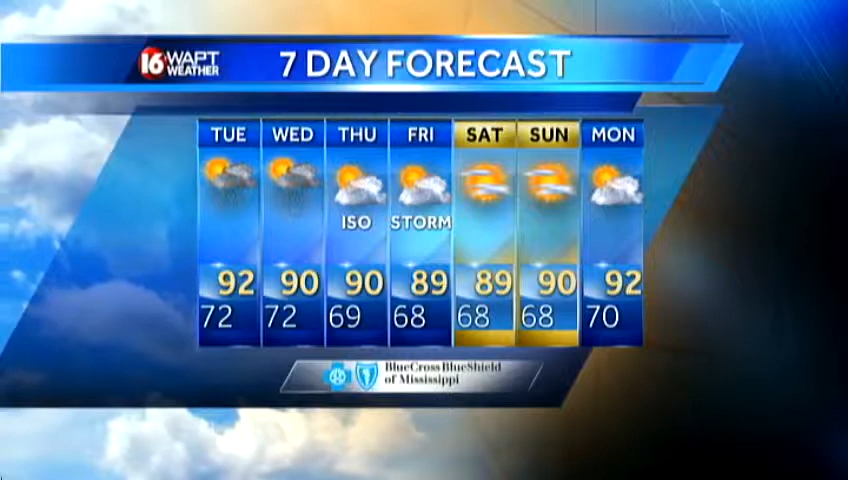 16 WAPT
WEATHER
7 DAY FORECAST
TUE WED THU FRI SAT SUN MON
ISO STORM
92 90 90 89 89 90 92
72 72 69 68 68 68 70
BlueCross BlueShield
of Mississippi